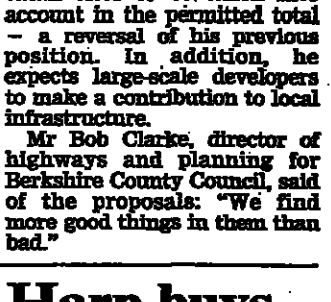 account in the permitted total
— a reversal of his previous
position. In addition, he
expects large-scale developers
to make a contribution to local
infrastructure.
Mr Bob Clarke, director of
highways and planning for
Berkshire County Council, said
of the proposals: "We find
more good things in them than
bad."
Harp buys